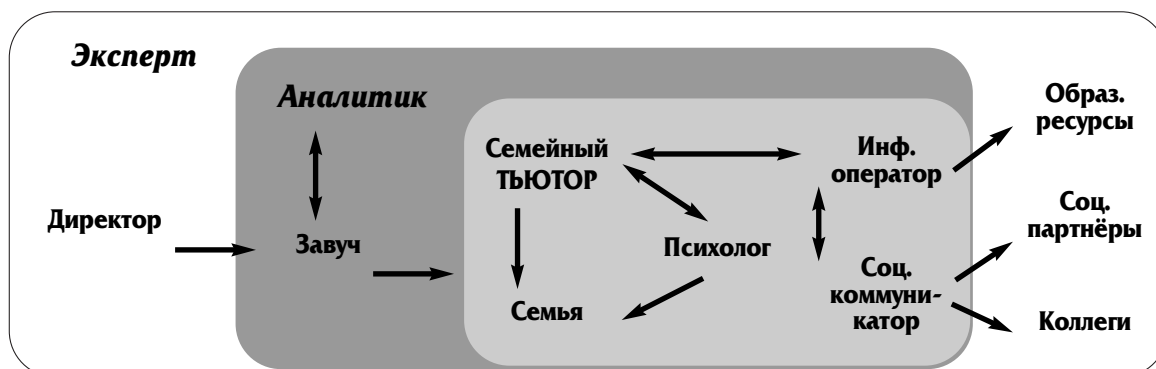 Эксперт
Аналитик
Образ.
ресурсы
Семейный
ТЬЮТОР
Инф.
оператор
Директор
Завуч
Психолог
Соц.
партнёры
Семья
Соц.
коммуни-
катор
Коллеги